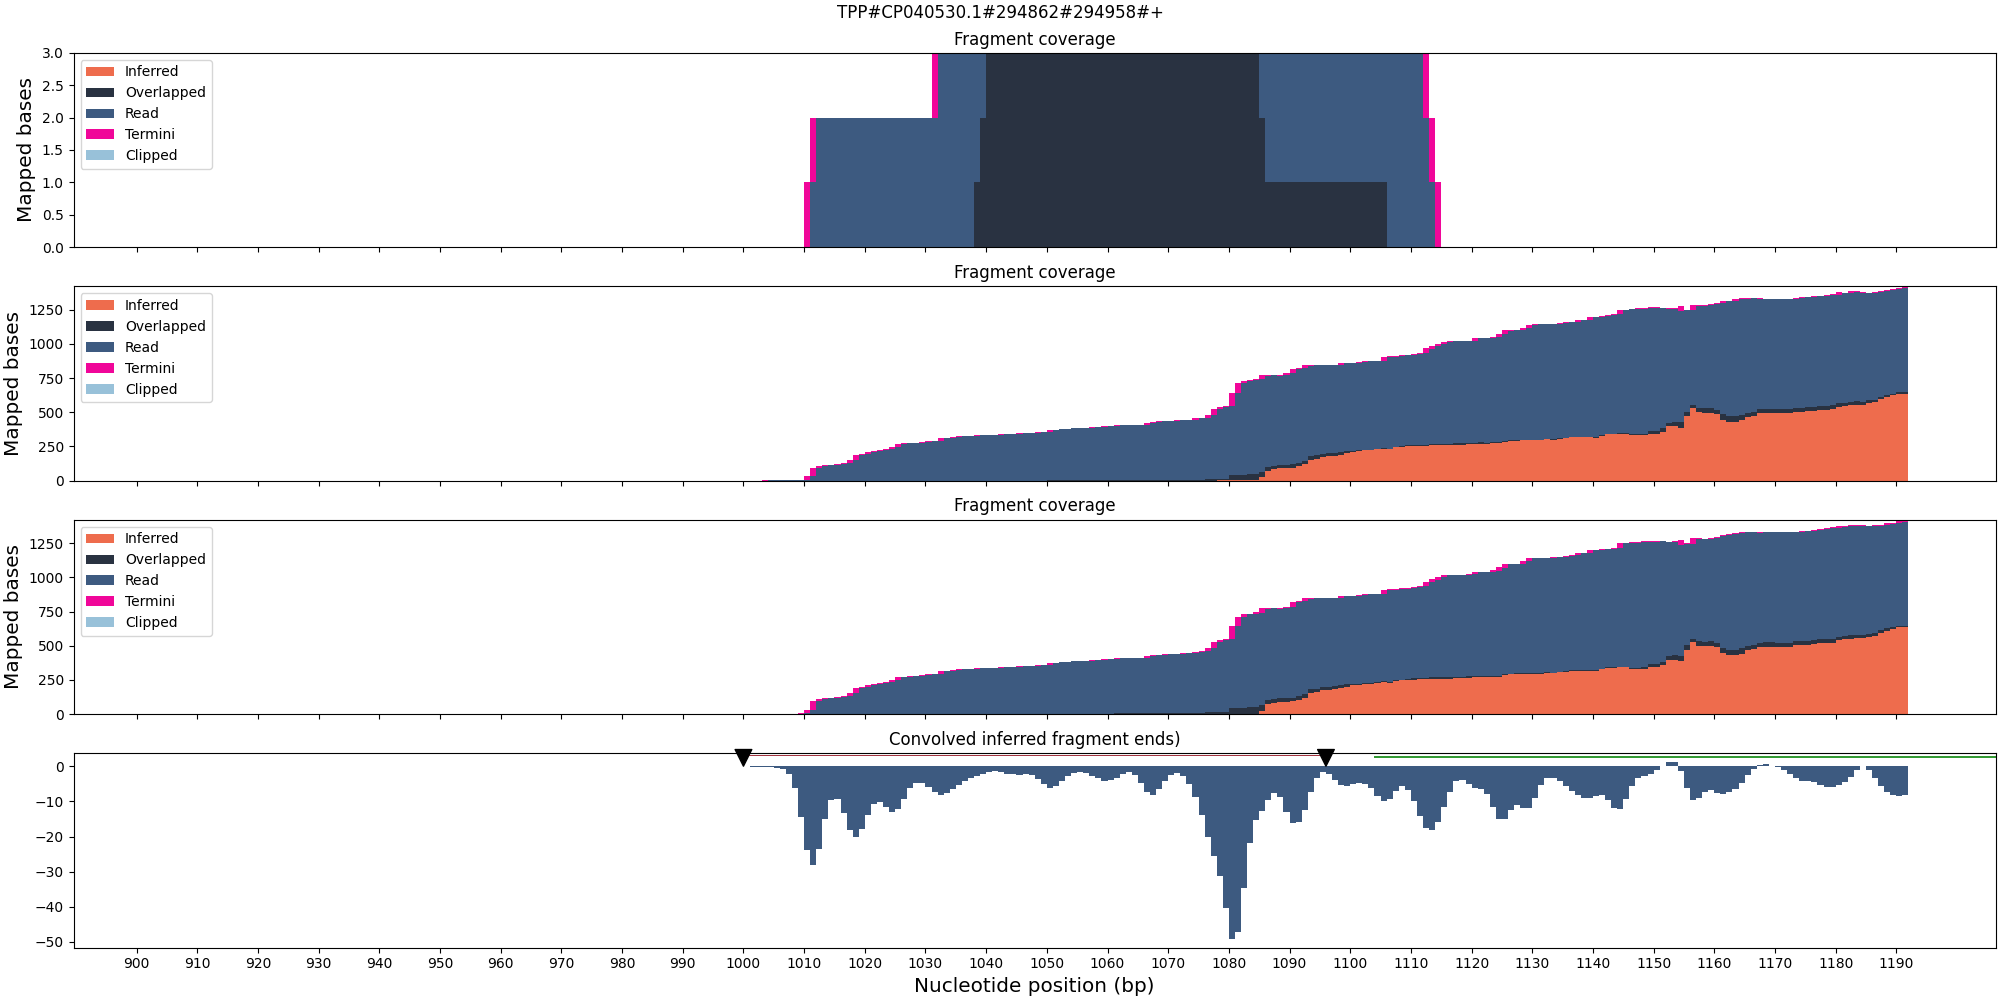 TPP#CP040530.1#294862#294958#+
Fragment coverage
Mapped bases
3.0
2.5
2.0
1.5
1.0
0.5
0.0
Inferred
Overlapped
Read
Termini
Clipped
Fragment coverage
Mapped bases
1250
1000
750
500
250
0
Inferred
Overlapped
Read
Termini
Clipped
Fragment coverage
Mapped bases
1250
1000
750
500
250
0
Inferred
Overlapped
Read
Termini
Clipped
Convolved inferred fragment ends)
0
−10
−20
−30
−40
−50
900 910 920 930 940 950 960 970 980 990 1000 1010 1020 1030 1040 1050 1060 1070 1080 1090 1100 1110 1120 1130 1140 1150 1160 1170 1180 1190
Nucleotide position (bp)